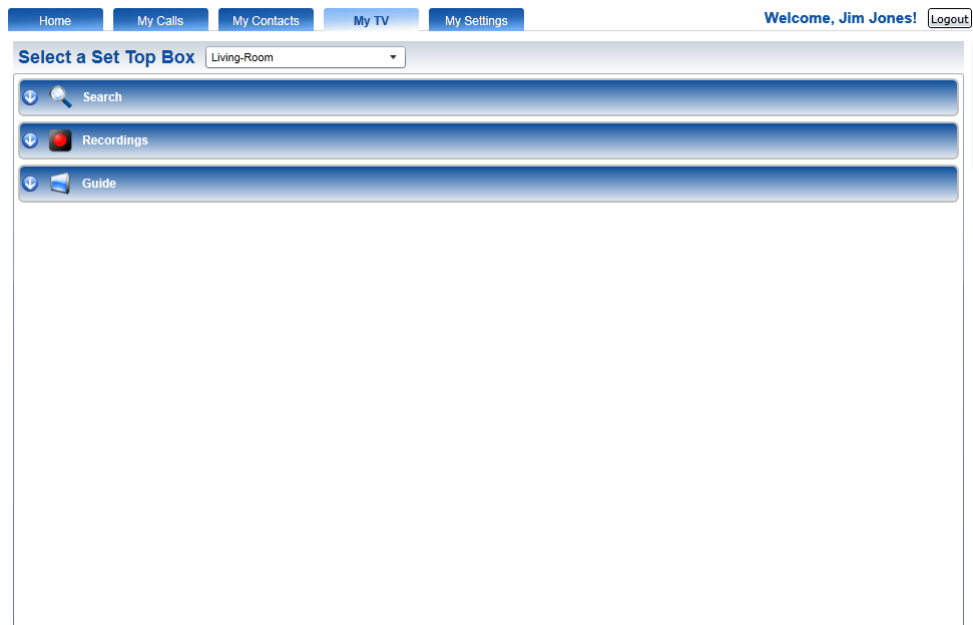 Home My Calls My Contacts My TV My Settings Welcome, Jim Jones! Logout
Select a Set Top Box Living-Room
Search
Recordings
Guide